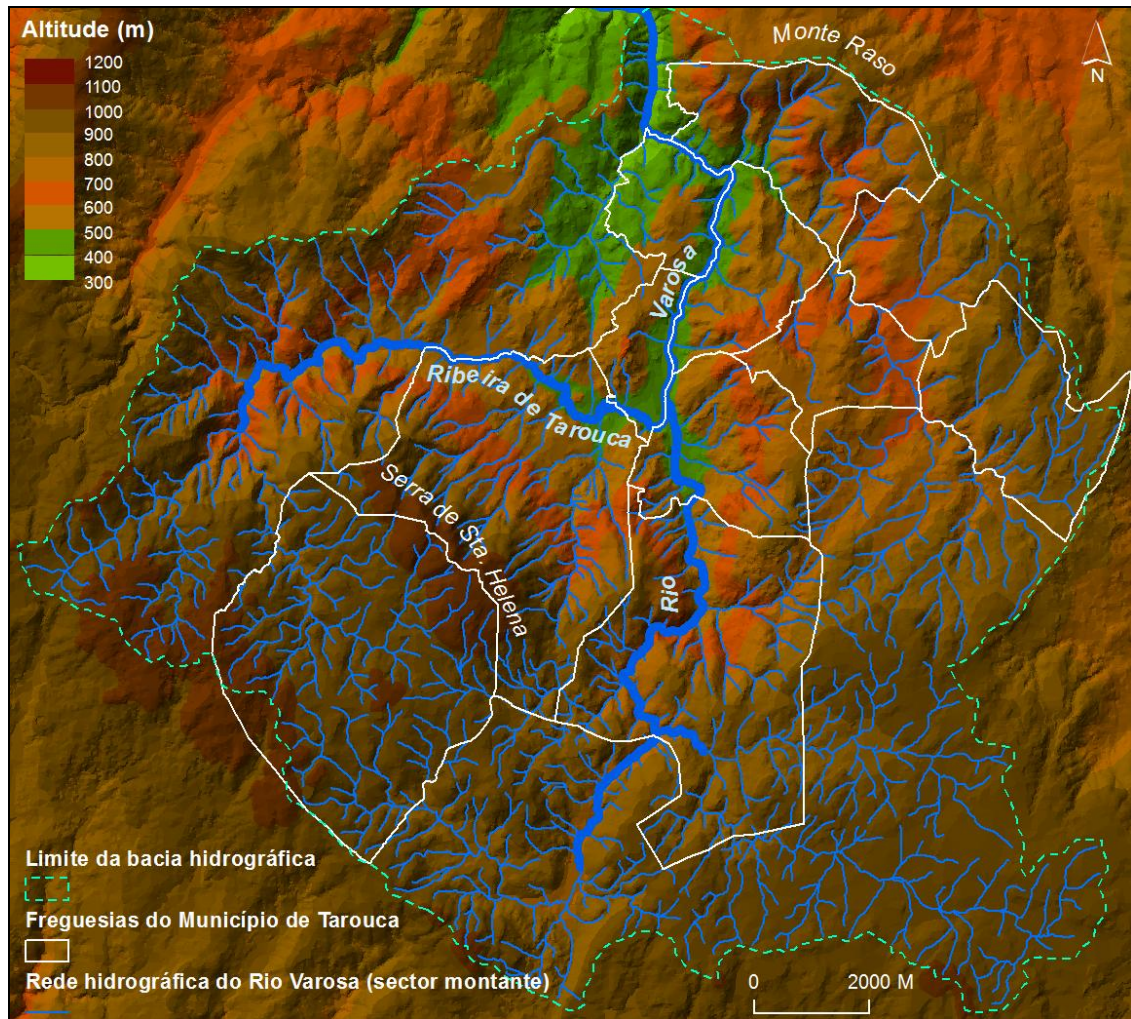 Altitude (m)
1200
1100
1000
900
800
700
600
500
400
300
Monte Raso
N
Varosa
Ribeira de Tarouca
Serra de Sta. Helena
Rio
Limite da bacia hidrográfica
Freguesias do Município de Tarouca
Rede hidrográfica do Rio Varosa (sector montante)
0 2000 M